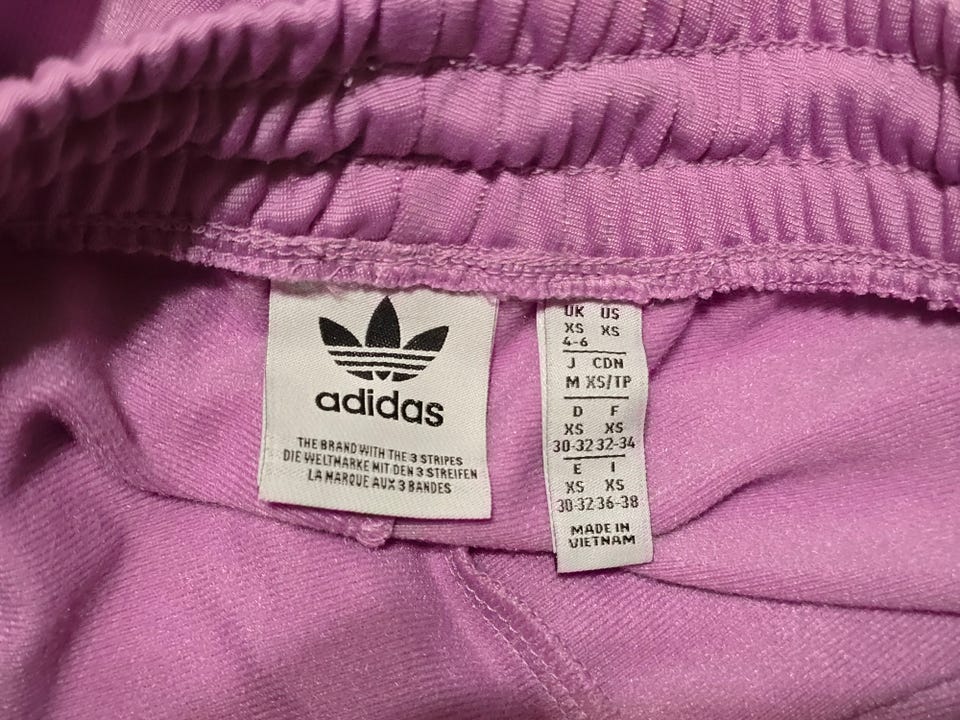 adidas
THE BRAND WITH THE 3 STRIPES
DIE WELTMARKE MIT DEN 3 STREIFEN
LA MARQUE AUX 3 BANDES
UK US
XS XS
4-6
J CDN
M XS/TP
D F
XS XS
30-32 32-34
E I
XS XS
30-32 36-38
MADE IN
VIETNAM